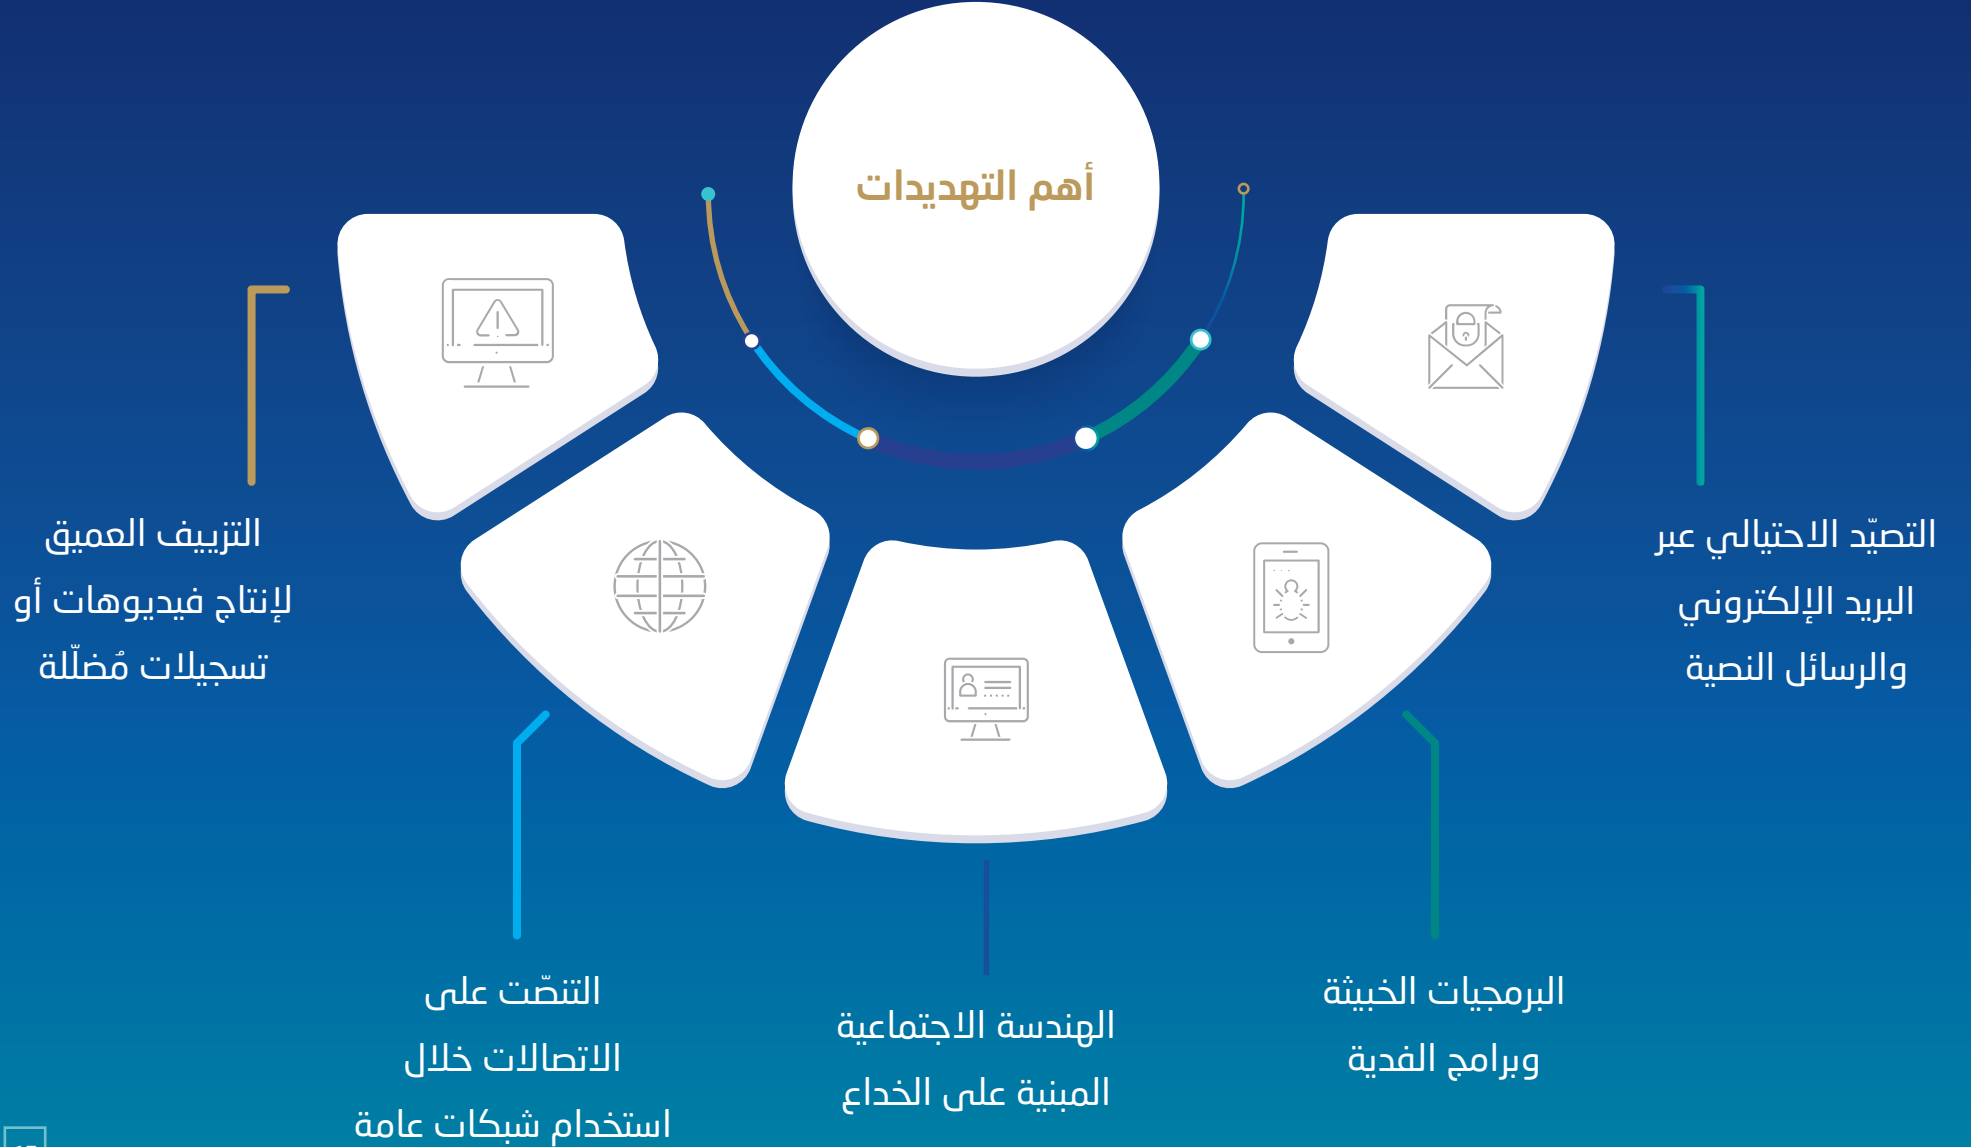 أهم التهديدات
التصيّد الاحتيالي عبر
البريد الإلكتروني
والرسائل النصية
البرمجيات الخبيثة
وبرامج الفدية
الهندسة الاجتماعية
المبنية على الخداع
التنصّت على
الاتصالات خلال
استخدام شبكات عامة
التزييف العميق
لإنتاج فيديوهات أو
تسجيلات مُضلّلة